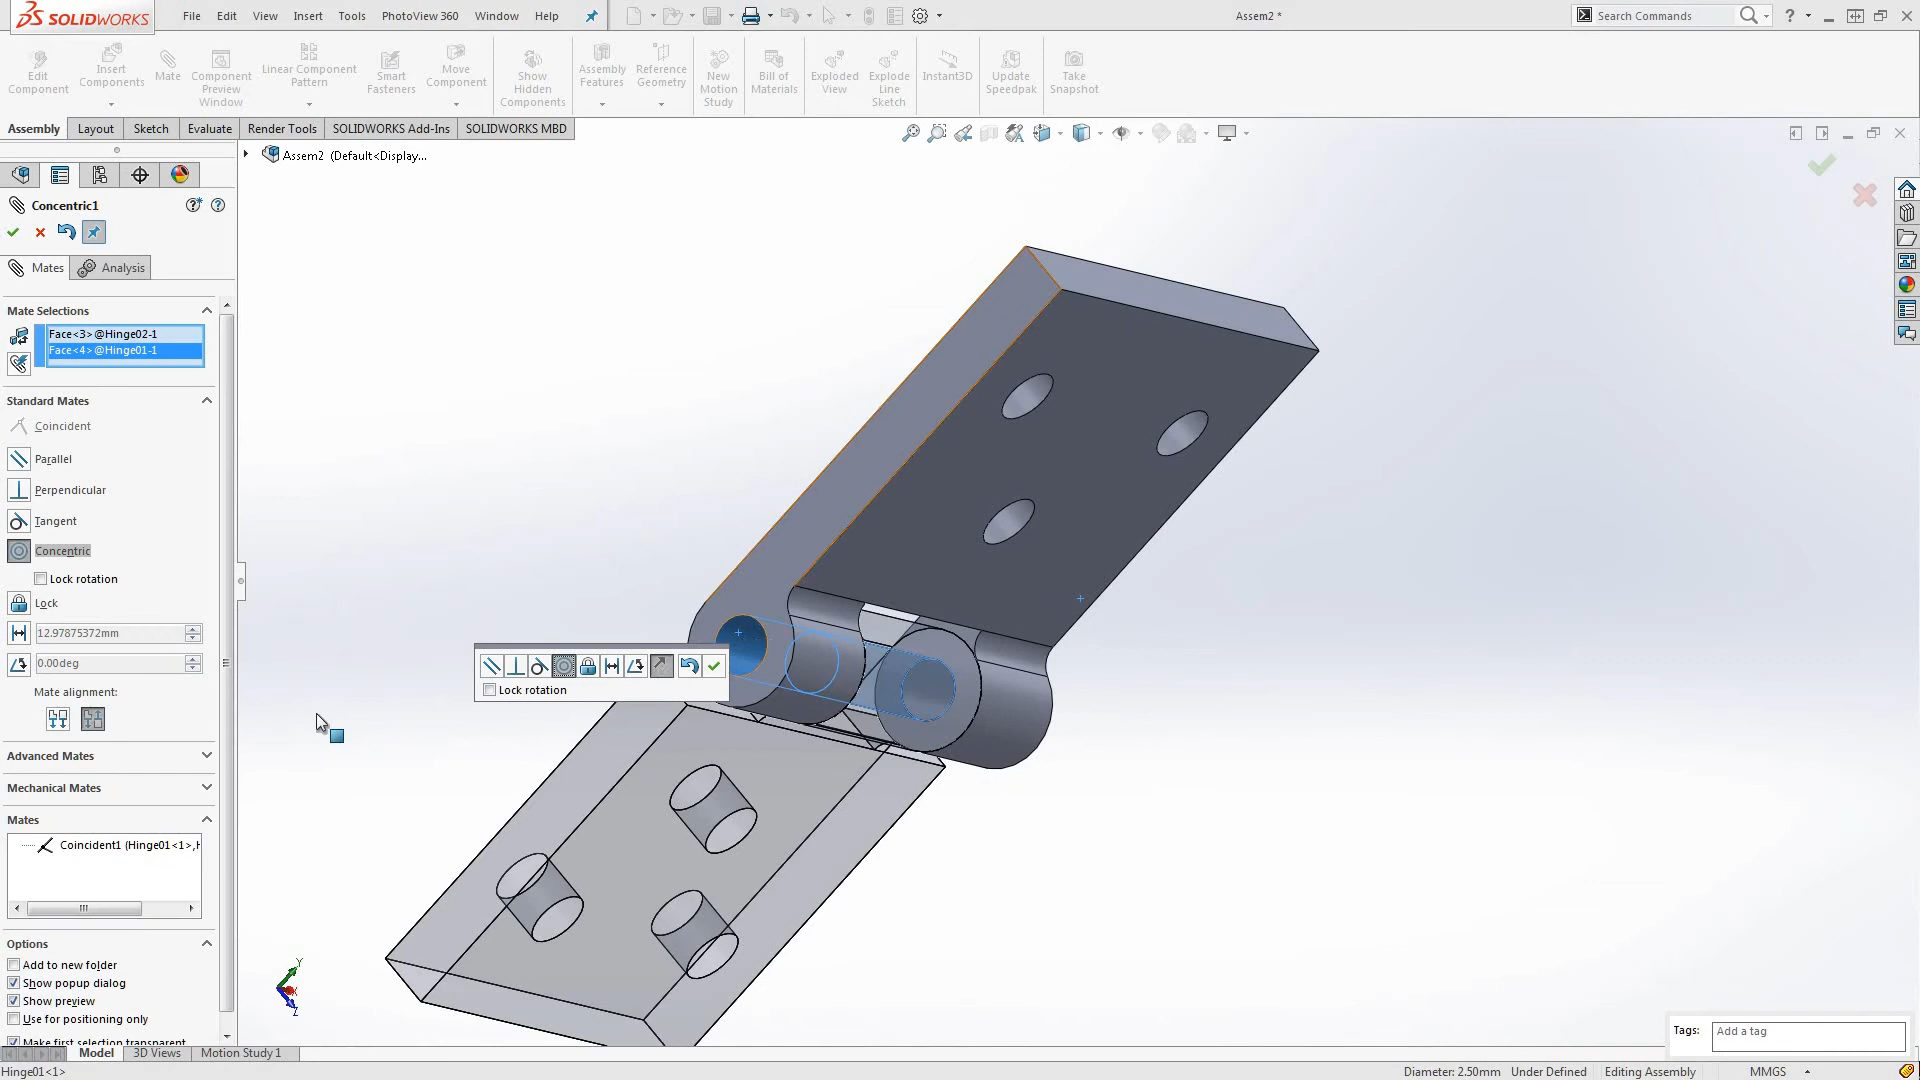 SOLIDWORKS File Edit View Insert Tools PhotoView 360 Window Help Assem2 * Search Commands ?
Edit Component
Insert Components
Mate
Component Preview Window
Linear Component Pattern
Smart Fasteners
Move Component
Show Hidden Components
Assembly Features
Reference Geometry
New Motion Study
Bill of Materials
Exploded View
Explode Line Sketch
Instant3D
Update Speedpak
Take Snapshot
Assembly Layout Sketch Evaluate Render Tools SOLIDWORKS Add-Ins SOLIDWORKS MBD
Assem2 (Default<Display...
Concentric1
Mates Analysis
Mate Selections
Face<3>@Hinge02-1
Face<4>@Hinge01-1
Standard Mates
Coincident
Parallel
Perpendicular
Tangent
Concentric
Lock rotation
Lock
12.97875372mm
0.00deg
Mate alignment:
Lock rotation
Advanced Mates
Mechanical Mates
Mates
Coincident1 (Hinge01<1>,H
Options
Add to new folder
Show popup dialog
Show preview
Use for positioning only
Make first selection transparent
Y
X
Z
Tags: Add a tag
Model 3D Views Motion Study 1
Hinge01<1> Diameter: 2.50mm Under Defined Editing Assembly MMGS